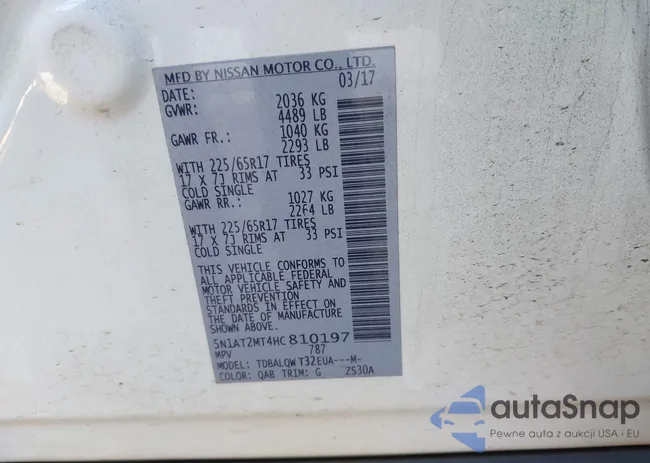 MFD BY NISSAN MOTOR CO., LTD.
DATE: 03/17
GVWR: 2036 KG
4489 LB
GAWR FR.: 1040 KG
2293 LB
WITH 225/65R17 TIRES
17 X 7J RIMS AT 33 PSI
COLD SINGLE
GAWR RR.: 1027 KG
2264 LB
WITH 225/65R17 TIRES
17 X 7J RIMS AT 33 PSI
COLD SINGLE
THIS VEHICLE CONFORMS TO
ALL APPLICABLE FEDERAL
MOTOR VEHICLE SAFETY AND
THEFT PREVENTION
STANDARDS IN EFFECT ON
THE DATE OF MANUFACTURE
SHOWN ABOVE.
5N1AT2MT4HC810197
MPV 787
MODEL: TDBALQWT32EUA---M-
COLOR: QAB TRIM: G ZS30A
autaSnap
Pewne auta z aukcji USA i EU